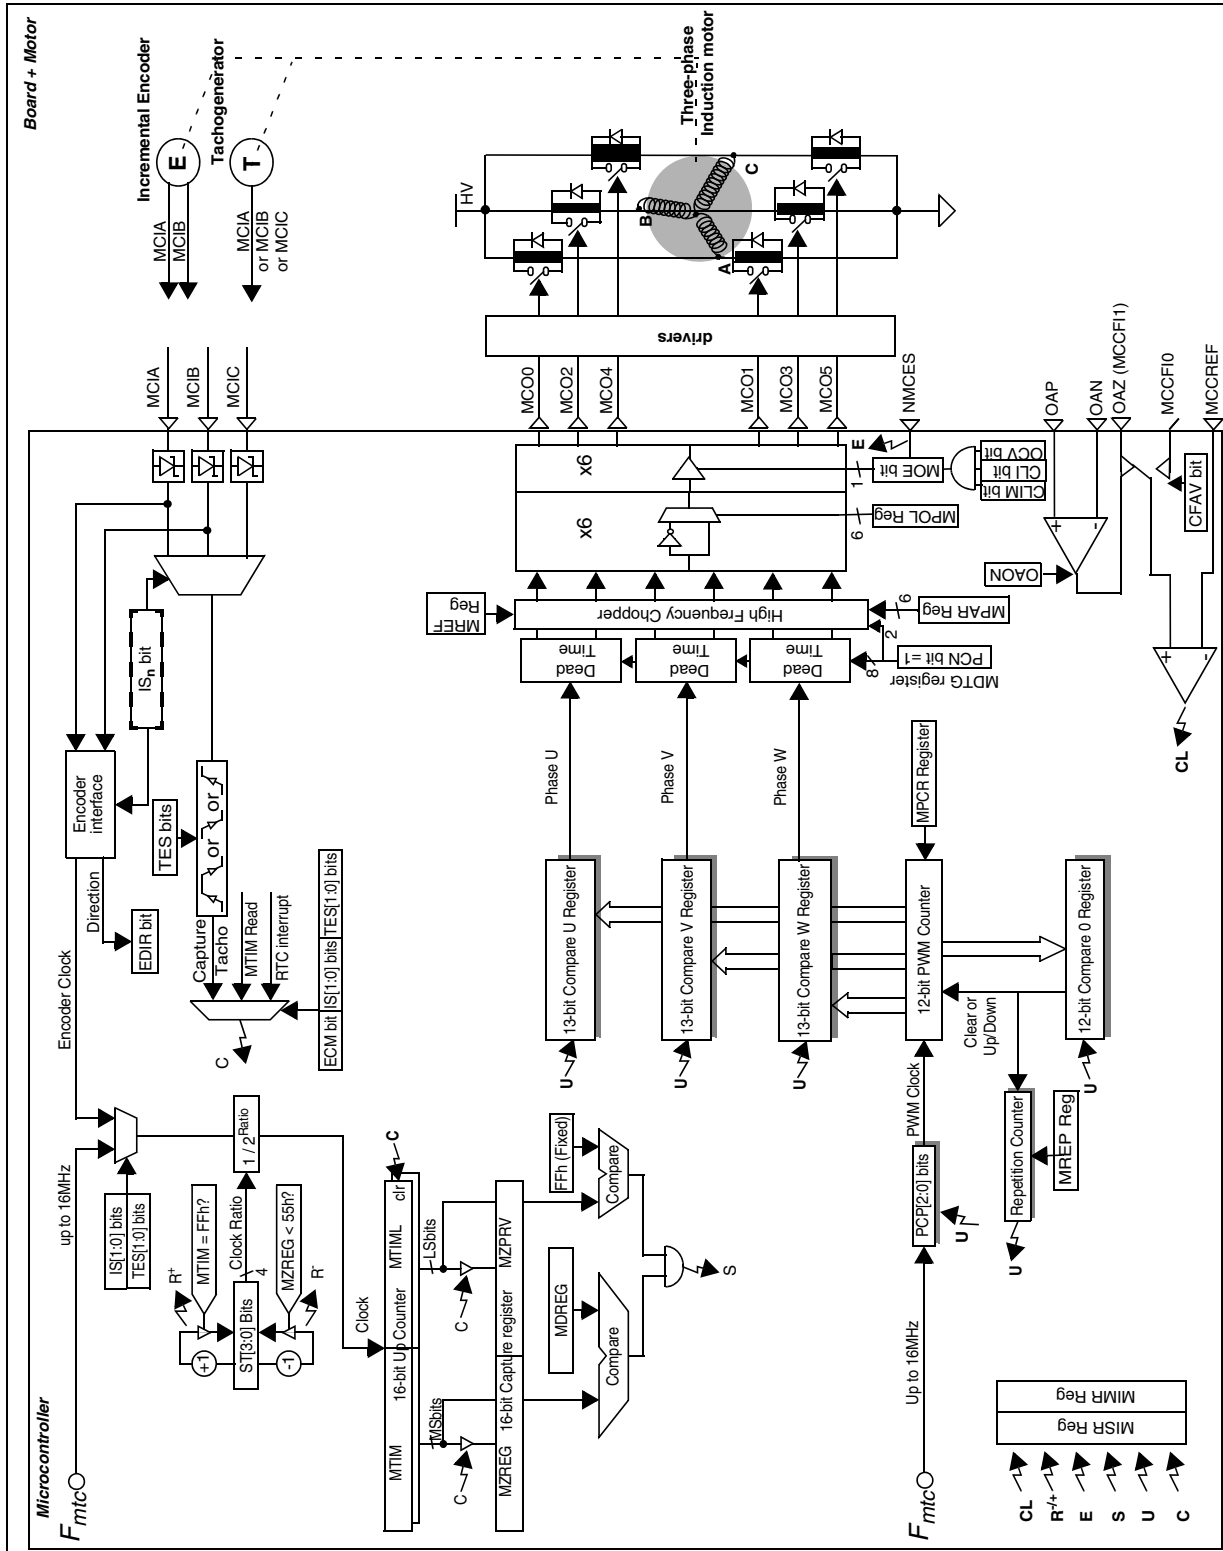 Board + Motor
Microcontroller
Incremental Encoder
E
Tachogenerator
T
MCIA
MCIB
MCIA
or MCIB
or MCIC
Three-phase
Induction motor
HV
A
B
C
drivers
MCIA
MCIB
MCIC
MCO0
MCO2
MCO4
MCO1
MCO3
MCO5
NMCES
OAP
OAN
OAZ (MCCFI1)
MCCFI0
MCCREF
F mtc
up to 16MHz
Encoder Clock
Encoder
interface
Direction
EDIR bit
ISn bit
TES bits
or
or
Capture
Tacho
MTIM Read
RTC interrupt
ECM bit
IS[1:0] bits
TES[1:0] bits
C
IS[1:0] bits
TES[1:0] bits
1 / 2 Ratio
Clock Ratio
4
R+
MTIM = FFh?
+1
ST[3:0] Bits
-1
MZREG < 55h?
R-
Clock
MTIM
16-bit Up Counter
MTIML
clr
C
MSbits
LSbits
C
C
MZREG
16-bit Capture register
MZPRV
MDREG
FFh (Fixed)
Compare
Compare
S
x6
x6
E
1
MOE bit
CLIM bit
CLI bit
OCV bit
6
MPOL Reg
MREF
Reg
High Frequency Chopper
6
MPAR Reg
2
Dead
Time
Dead
Time
Dead
Time
8
PCN bit =1
MDTG register
Phase U
Phase V
Phase W
13-bit Compare U Register
U
13-bit Compare V Register
U
13-bit Compare W Register
U
MPCR Register
12-bit PWM Counter
PWM Clock
PCP[2:0] bits
U
F mtc
Up to 16MHz
Clear or
Up/Down
12-bit Compare 0 Register
U
Repetition Counter
U
MREP Reg
OAON
+
-
CFAV bit
+
-
CL
MISR Reg
MIMR Reg
CL
R-/+
E
S
U
C